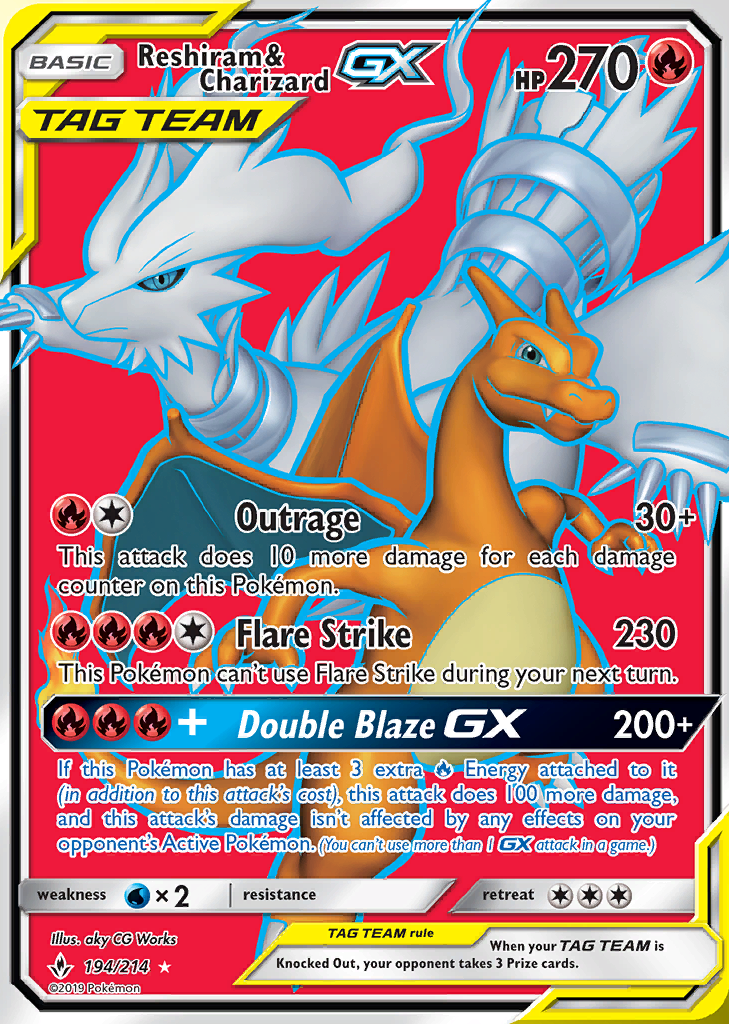 BASIC
Reshiram&
Charizard GX
HP270
TAG TEAM
Outrage 30+
This attack does 10 more damage for each damage
counter on this Pokémon.
Flare Strike 230
This Pokémon can't use Flare Strike during your next turn.
+ Double Blaze GX 200+
If this Pokémon has at least 3 extra Energy attached to it
(in addition to this attack's cost), this attack does 100 more damage,
and this attack's damage isn't affected by any effects on your
opponent's Active Pokémon. (You can't use more than 1 GX attack in a game.)
weakness ×2 resistance retreat
Illus. aky CG Works
194/214
©2019 Pokémon
TAG TEAM rule
When your TAG TEAM is
Knocked Out, your opponent takes 3 Prize cards.